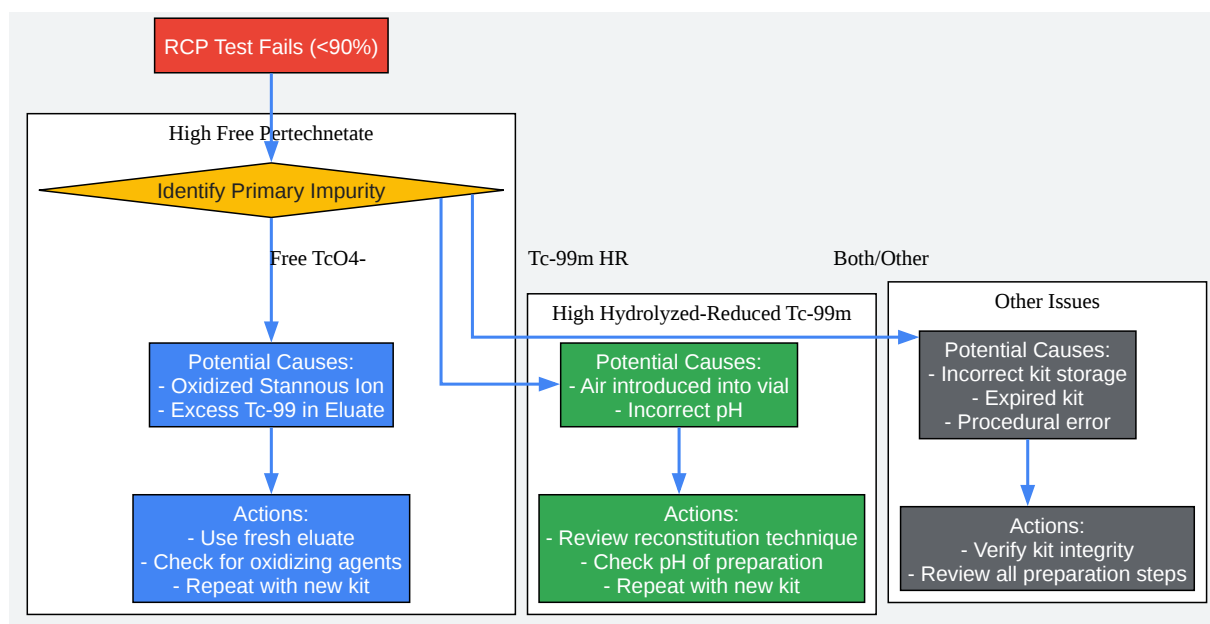 RCP Test Fails (<90%)
High Free Pertechnetate
Identify Primary Impurity
Free TcO4-
Tc-99m HR
Both/Other
High Hydrolyzed-Reduced Tc-99m
Other Issues
Potential Causes:
- Oxidized Stannous Ion
- Excess Tc-99 in Eluate
Potential Causes:
- Air introduced into vial
- Incorrect pH
Potential Causes:
- Incorrect kit storage
- Expired kit
- Procedural error
Actions:
- Use fresh eluate
- Check for oxidizing agents
- Repeat with new kit
Actions:
- Review reconstitution technique
- Check pH of preparation
- Repeat with new kit
Actions:
- Verify kit integrity
- Review all preparation steps